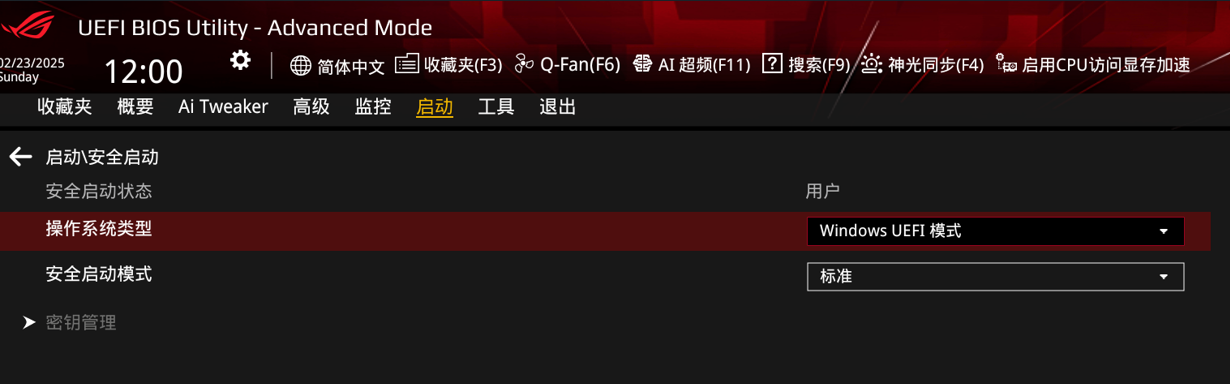 UEFI BIOS Utility - Advanced Mode
02/23/2025
Sunday
12:00
简体中文 收藏夹(F3) Q-Fan(F6) AI 超频(F11) 搜索(F9) 神光同步(F4) 启用CPU访问显存加速
收藏夹 概要 Ai Tweaker 高级 监控 启动 工具 退出
启动\安全启动
安全启动状态 用户
操作系统类型 Windows UEFI 模式
安全启动模式 标准
密钥管理